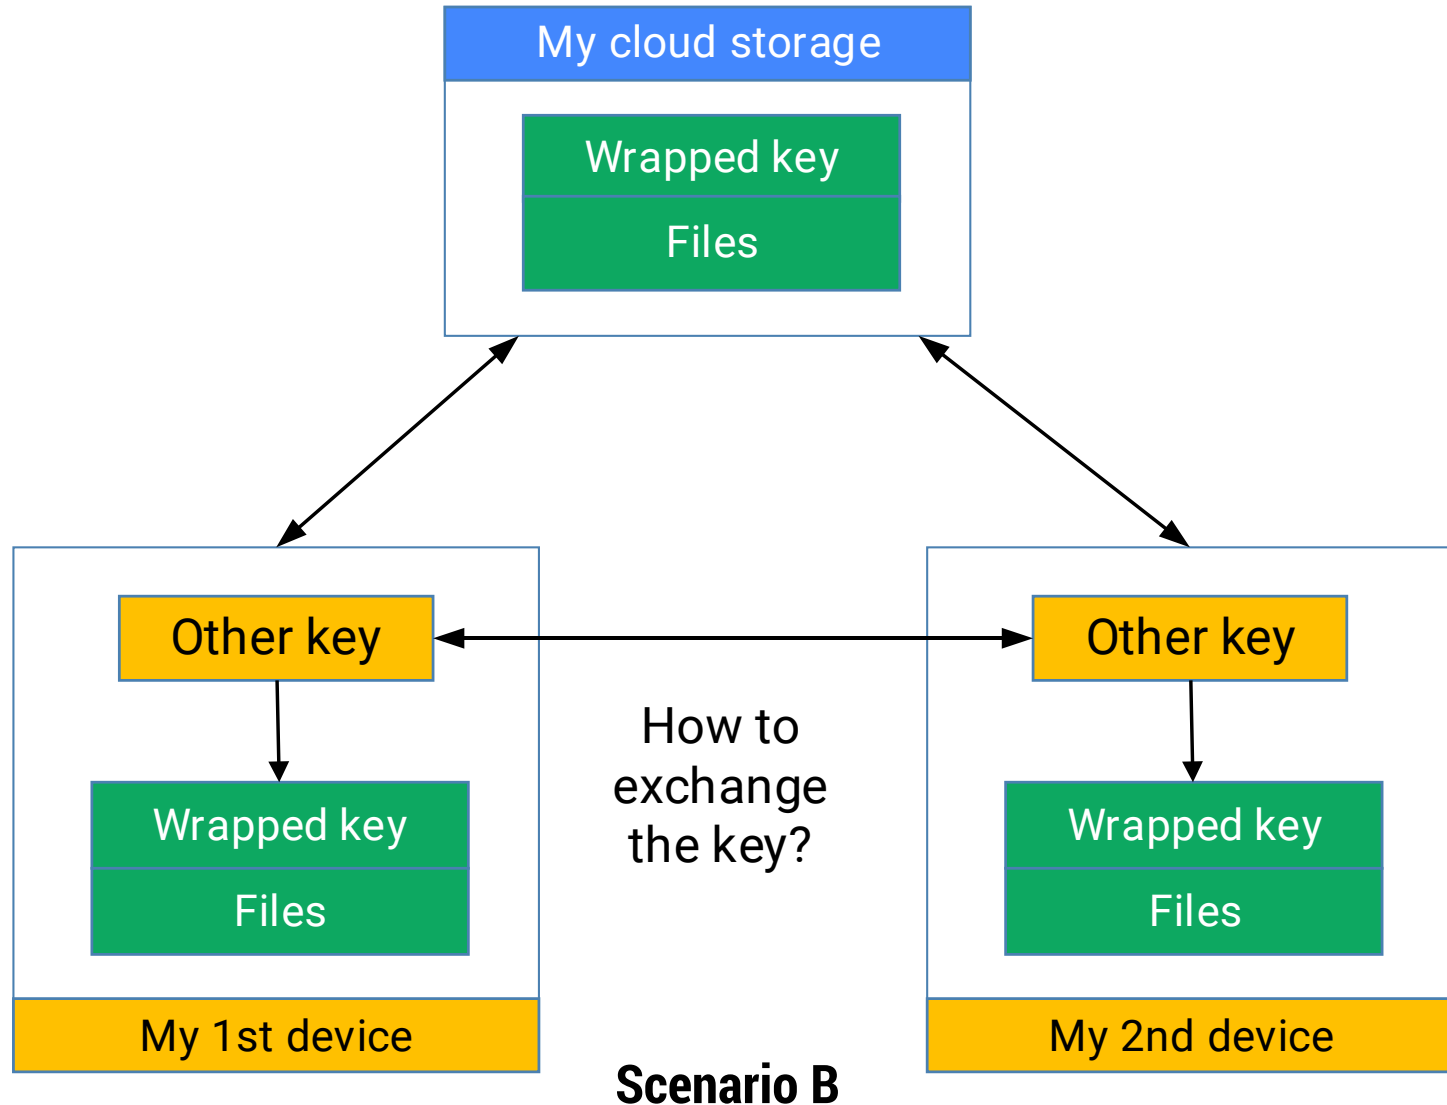 My cloud storage
Wrapped key
Files
Other key
Other key
How to
exchange
the key?
Wrapped key
Files
Wrapped key
Files
My 1st device
My 2nd device
Scenario B